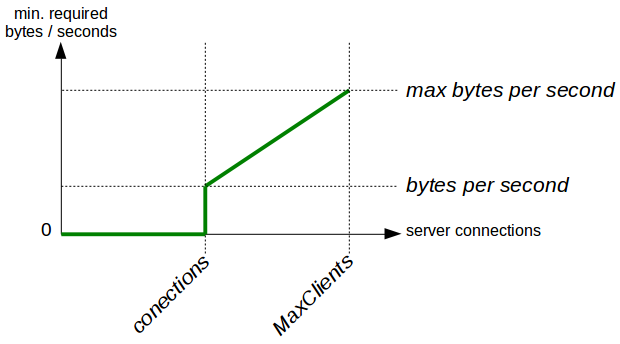 min. required
bytes / seconds
max bytes per second
bytes per second
0
server connections
conections
MaxClients